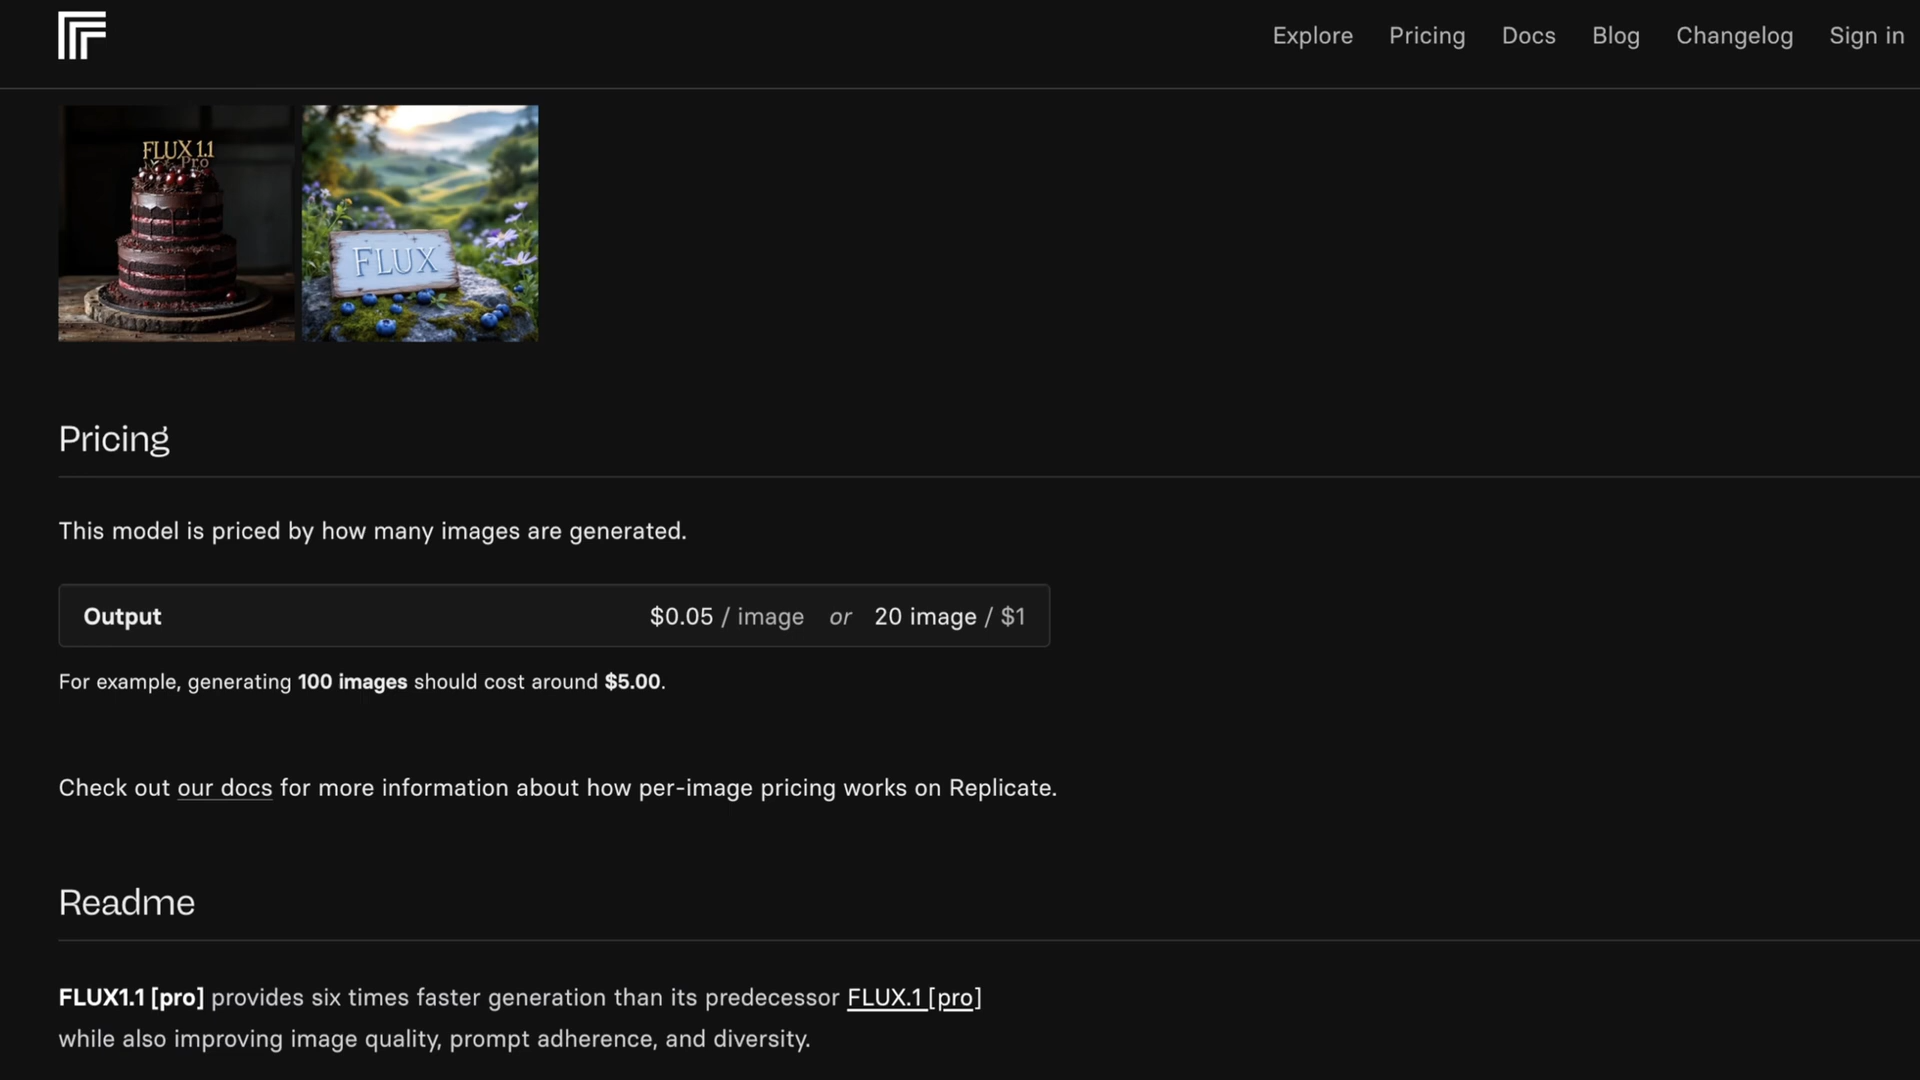 Explore Pricing Docs Blog Changelog Sign in
FLUX 1.1
Pro
FLUX
Pricing
This model is priced by how many images are generated.
Output $0.05 / image or 20 image / $1
For example, generating 100 images should cost around $5.00.
Check out our docs for more information about how per-image pricing works on Replicate.
Readme
FLUX1.1 [pro] provides six times faster generation than its predecessor FLUX.1 [pro]
while also improving image quality, prompt adherence, and diversity.